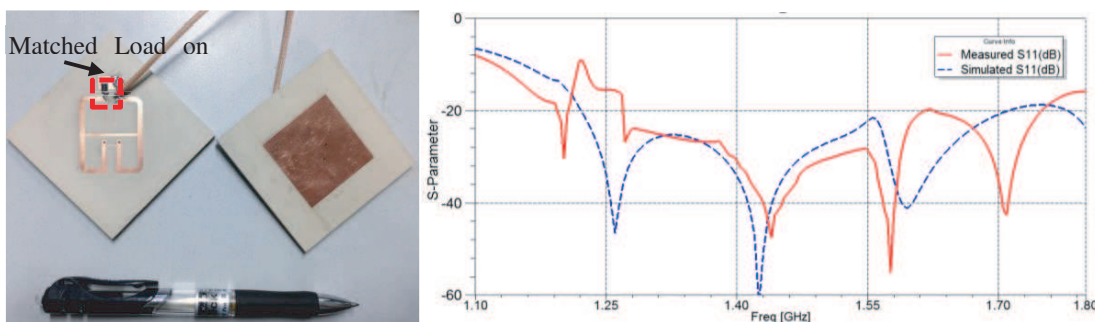 Matched Load on
0
-20
-40
-60
S-Parameter
Curve Info
Measured S11(dB)
Simulated S11(dB)
1.10 1.25 1.40 1.55 1.70 1.80
Freq [GHz]